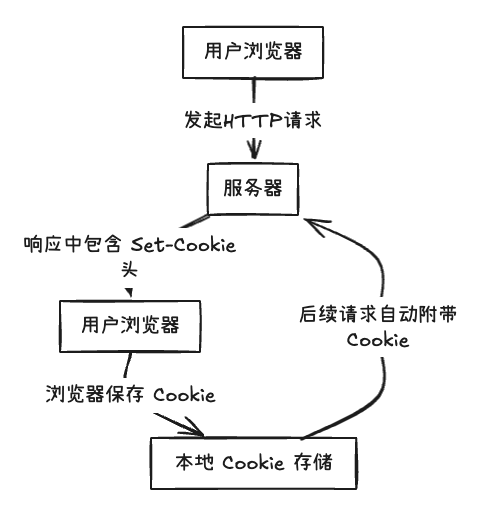 用户浏览器
发起HTTP请求
服务器
响应中包含 Set-Cookie
头
用户浏览器
后续请求自动附带
Cookie
浏览器保存 Cookie
本地 Cookie 存储